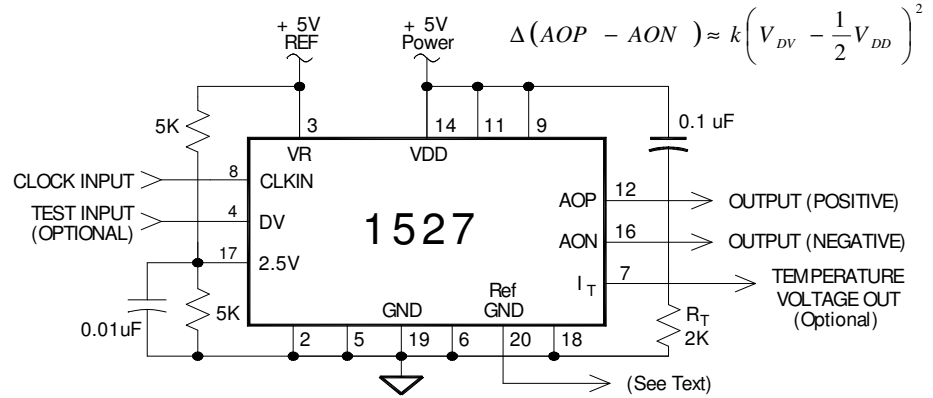 + 5V
REF
+ 5V
Power
Δ(AOP - AON ) ≈ k(V_DV - 1/2 V_DD)^2
5K
3
14
11
9
0.1 uF
VR
VDD
CLOCK INPUT
8
CLKIN
TEST INPUT
(OPTIONAL)
4
DV
1527
AOP
12
OUTPUT (POSITIVE)
AON
16
OUTPUT (NEGATIVE)
17
2.5V
I_T
7
TEMPERATURE
VOLTAGE OUT
(Optional)
0.01uF
5K
GND
Ref
GND
R_T
2K
2
5
19
6
20
18
(See Text)